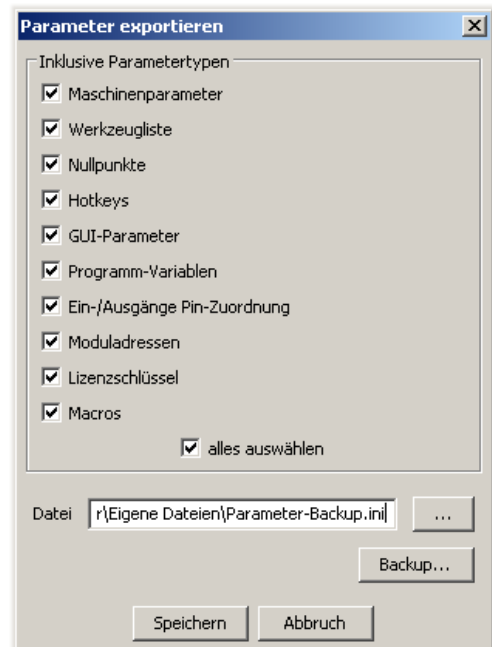 Parameter exportieren
Inklusive Parametertypen
Maschinenparameter
Werkzeugliste
Nullpunkte
Hotkeys
GUI-Parameter
Programm-Variablen
Ein-/Ausgänge Pin-Zuordnung
Moduladressen
Lizenzschlüssel
Macros
alles auswählen
Datei r\Eigene Dateien\Parameter-Backup.ini ...
Backup...
Speichern Abbruch